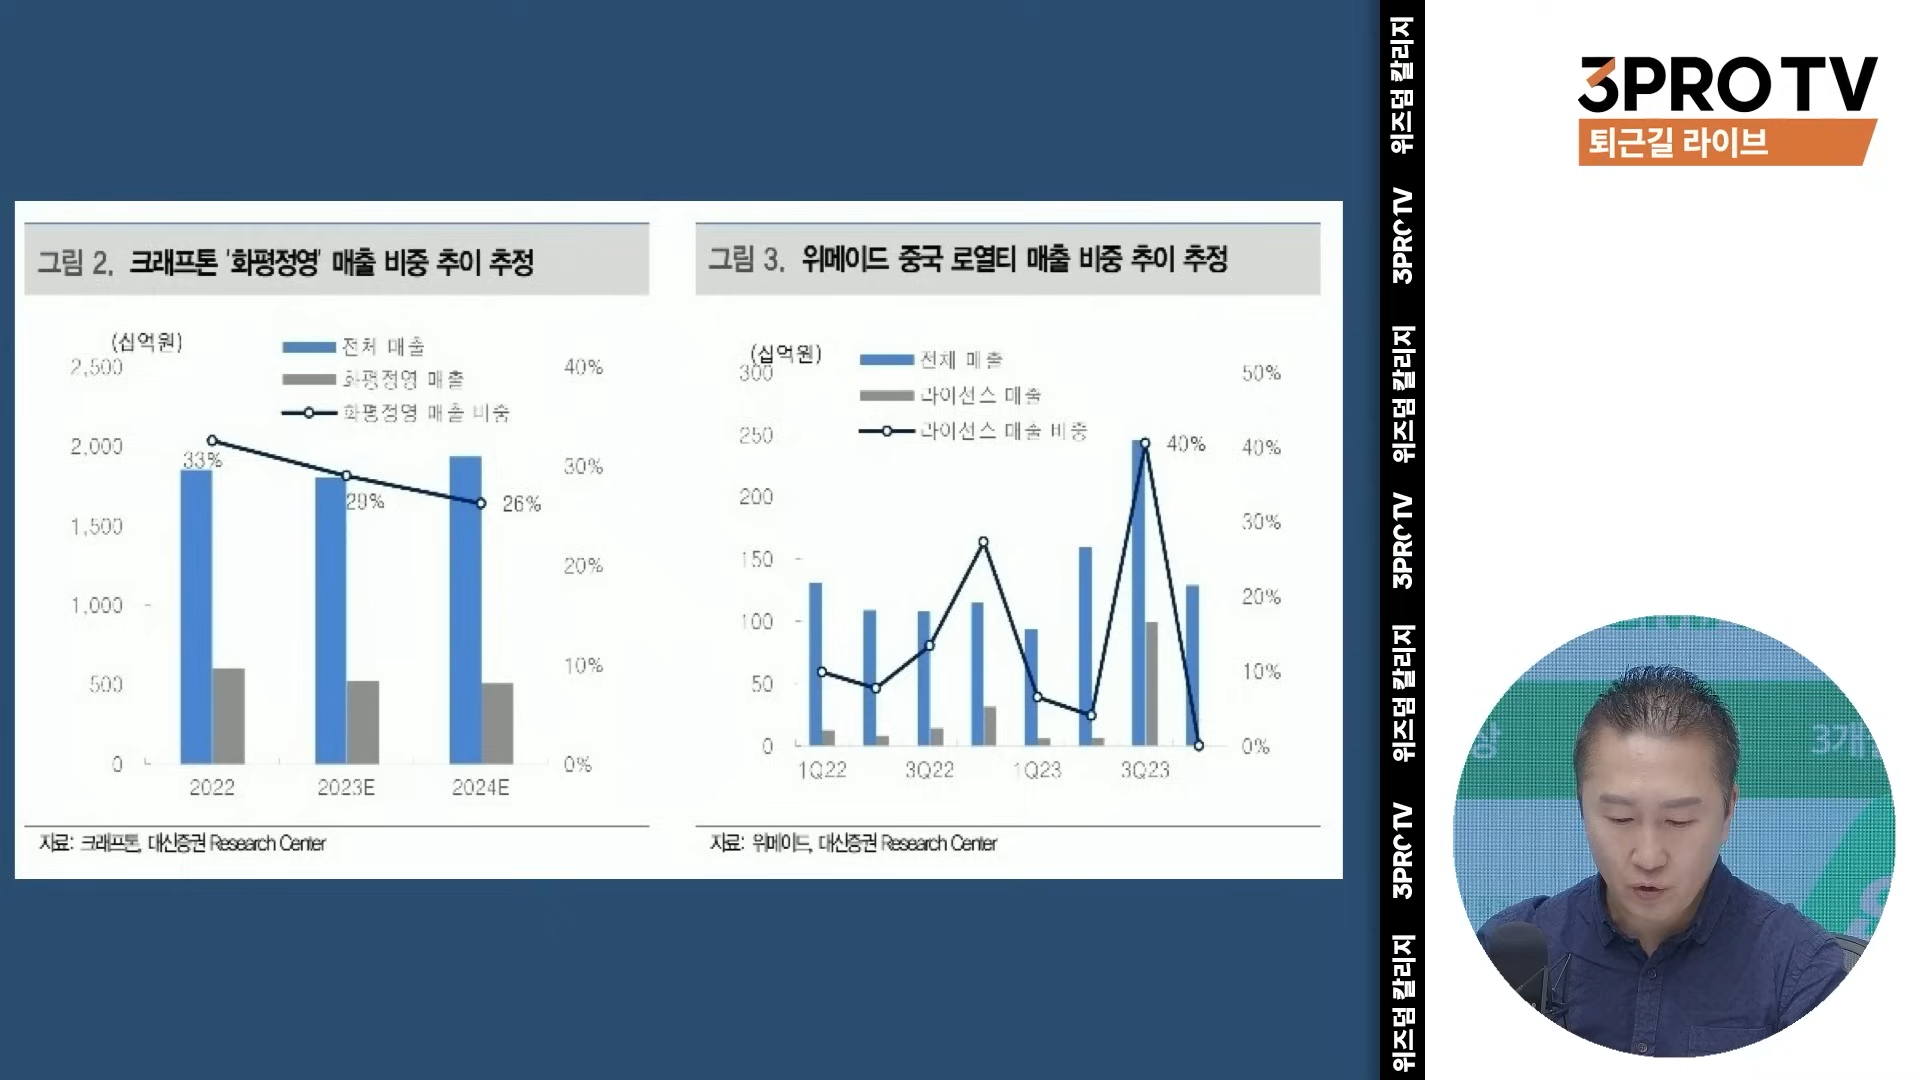 그림 2. 크래프톤 '화평정영' 매출 비중 추이 추정
(십억원)
전체 매출
화평정영 매출
화평정영 매출 비중
2,500
2,000
1,500
1,000
500
0
40%
30%
20%
10%
0%
33%
29%
26%
2022
2023E
2024E
자료: 크래프톤, 대신증권 Research Center
그림 3. 위메이드 중국 로열티 매출 비중 추이 추정
(십억원)
전체 매출
라이선스 매출
라이선스 매출 비중
300
250
200
150
100
50
0
50%
40%
30%
20%
10%
0%
40%
1Q22
3Q22
1Q23
3Q23
자료: 위메이드, 대신증권 Research Center
위즈덤 칼리지
3PROTV
위즈덤 칼리지
3PROTV
위즈덤 칼리지
3PROTV
위즈덤 칼리지
3PRO TV
퇴근길 라이브